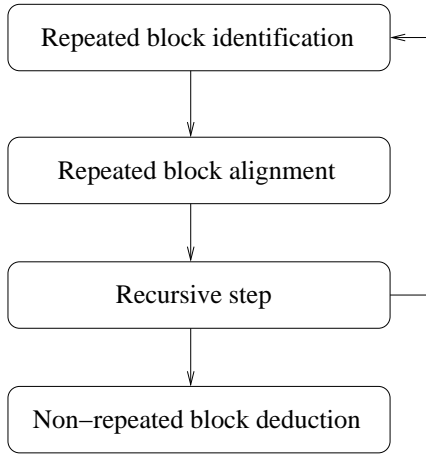 Repeated block identification
Repeated block alignment
Recursive step
Non−repeated block deduction